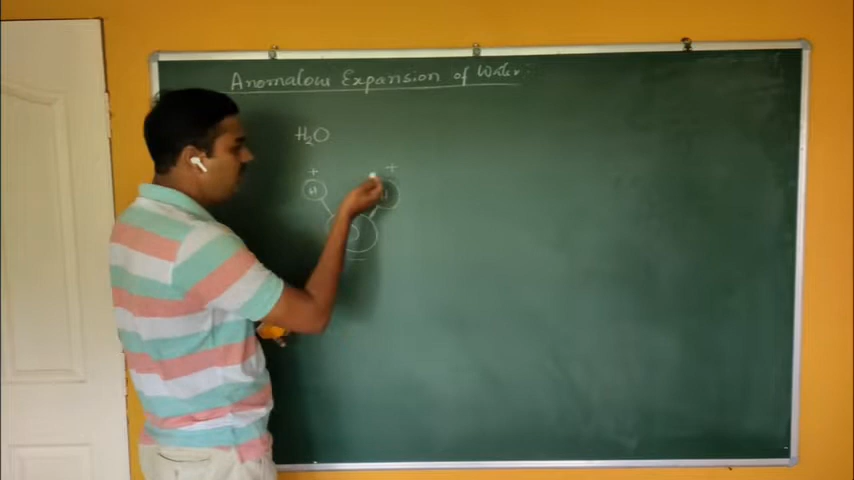 Anomalous Expansion of Water :
H₂O
+ +
H H